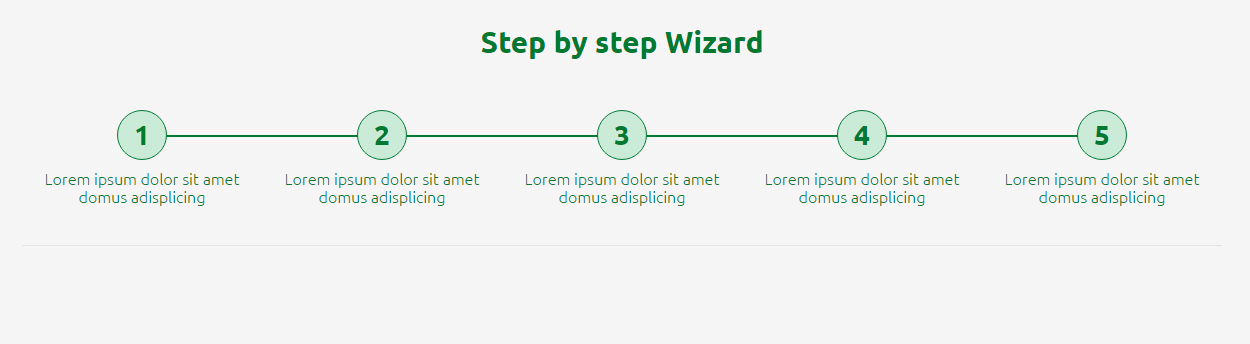 Step by step Wizard
1 2 3 4 5
Lorem ipsum dolor sit amet Lorem ipsum dolor sit amet Lorem ipsum dolor sit amet Lorem ipsum dolor sit amet Lorem ipsum dolor sit amet
domus adisplicing domus adisplicing domus adisplicing domus adisplicing domus adisplicing